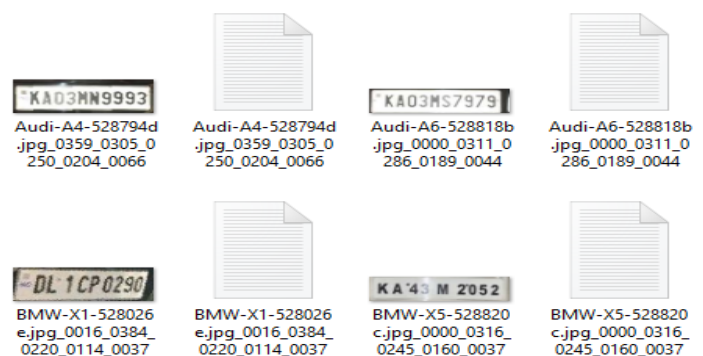 KA03MN9993
KA03MS7979
Audi-A4-528794d
.jpg_0359_0305_0
250_0204_0066
Audi-A4-528794d
.jpg_0359_0305_0
250_0204_0066
Audi-A6-528818b
.jpg_0000_0311_0
286_0189_0044
Audi-A6-528818b
.jpg_0000_0311_0
286_0189_0044
DL 1 CP 0290
KA 43 M 2052
BMW-X1-528026
e.jpg_0016_0384_
0220_0114_0037
BMW-X1-528026
e.jpg_0016_0384_
0220_0114_0037
BMW-X5-528820
c.jpg_0000_0316_
0245_0160_0037
BMW-X5-528820
c.jpg_0000_0316_
0245_0160_0037